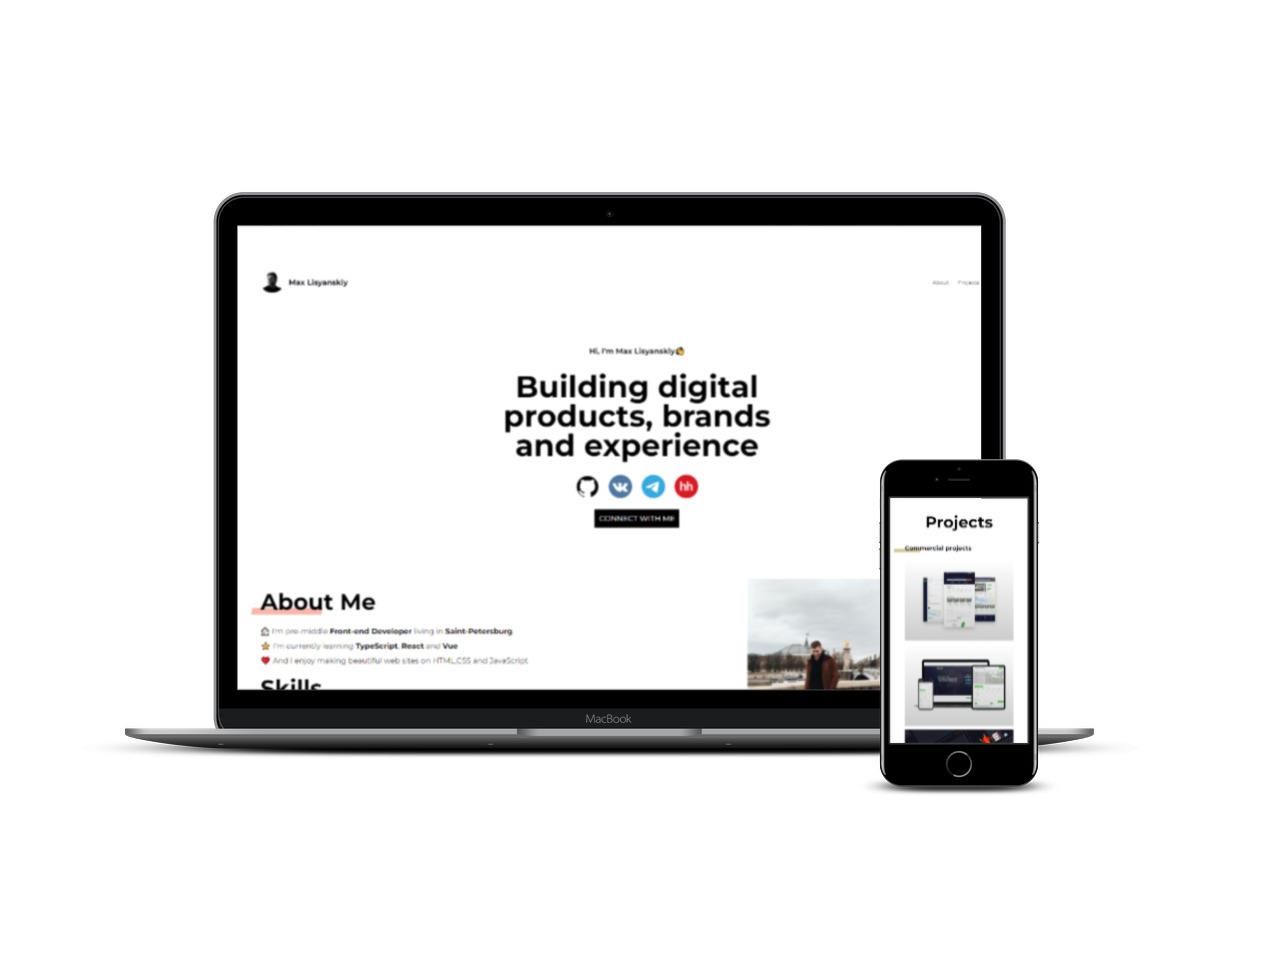 Max Lisyanskiy
About Projects
Hi, I'm Max Lisyanskiy
Building digital
products, brands
and experience
hh
CONNECT WITH ME
About Me
I'm pre-middle Front-end Developer living in Saint-Petersburg
I'm currently learning TypeScript, React and Vue
And I enjoy making beautiful web sites on HTML,CSS and JavaScript
Skills
MacBook
Projects
Commercial projects